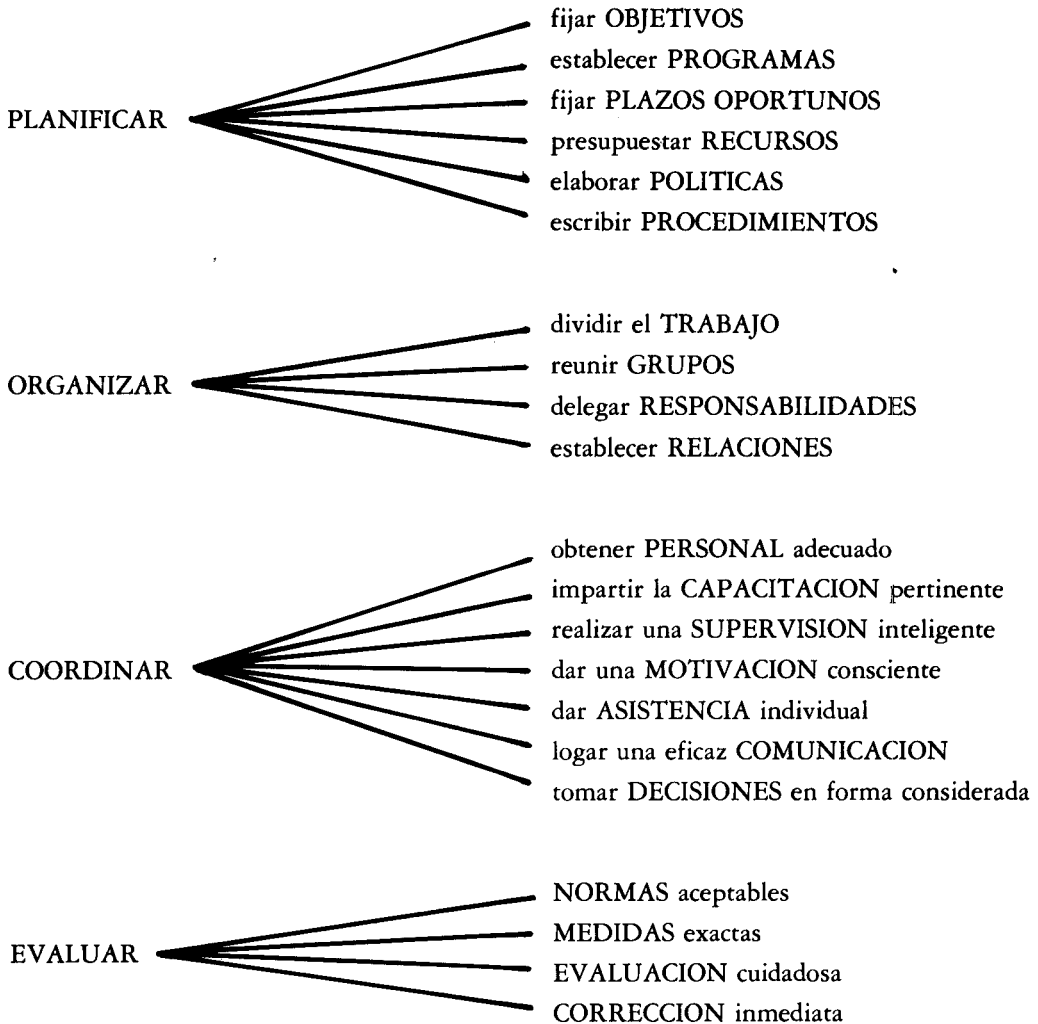 PLANIFICAR
fijar OBJETIVOS
establecer PROGRAMAS
fijar PLAZOS OPORTUNOS
presupuestar RECURSOS
elaborar POLITICAS
escribir PROCEDIMIENTOS
ORGANIZAR
dividir el TRABAJO
reunir GRUPOS
delegar RESPONSABILIDADES
establecer RELACIONES
COORDINAR
obtener PERSONAL adecuado
impartir la CAPACITACION pertinente
realizar una SUPERVISION inteligente
dar una MOTIVACION consciente
dar ASISTENCIA individual
logar una eficaz COMUNICACION
tomar DECISIONES en forma considerada
EVALUAR
NORMAS aceptables
MEDIDAS exactas
EVALUACION cuidadosa
CORRECCION inmediata